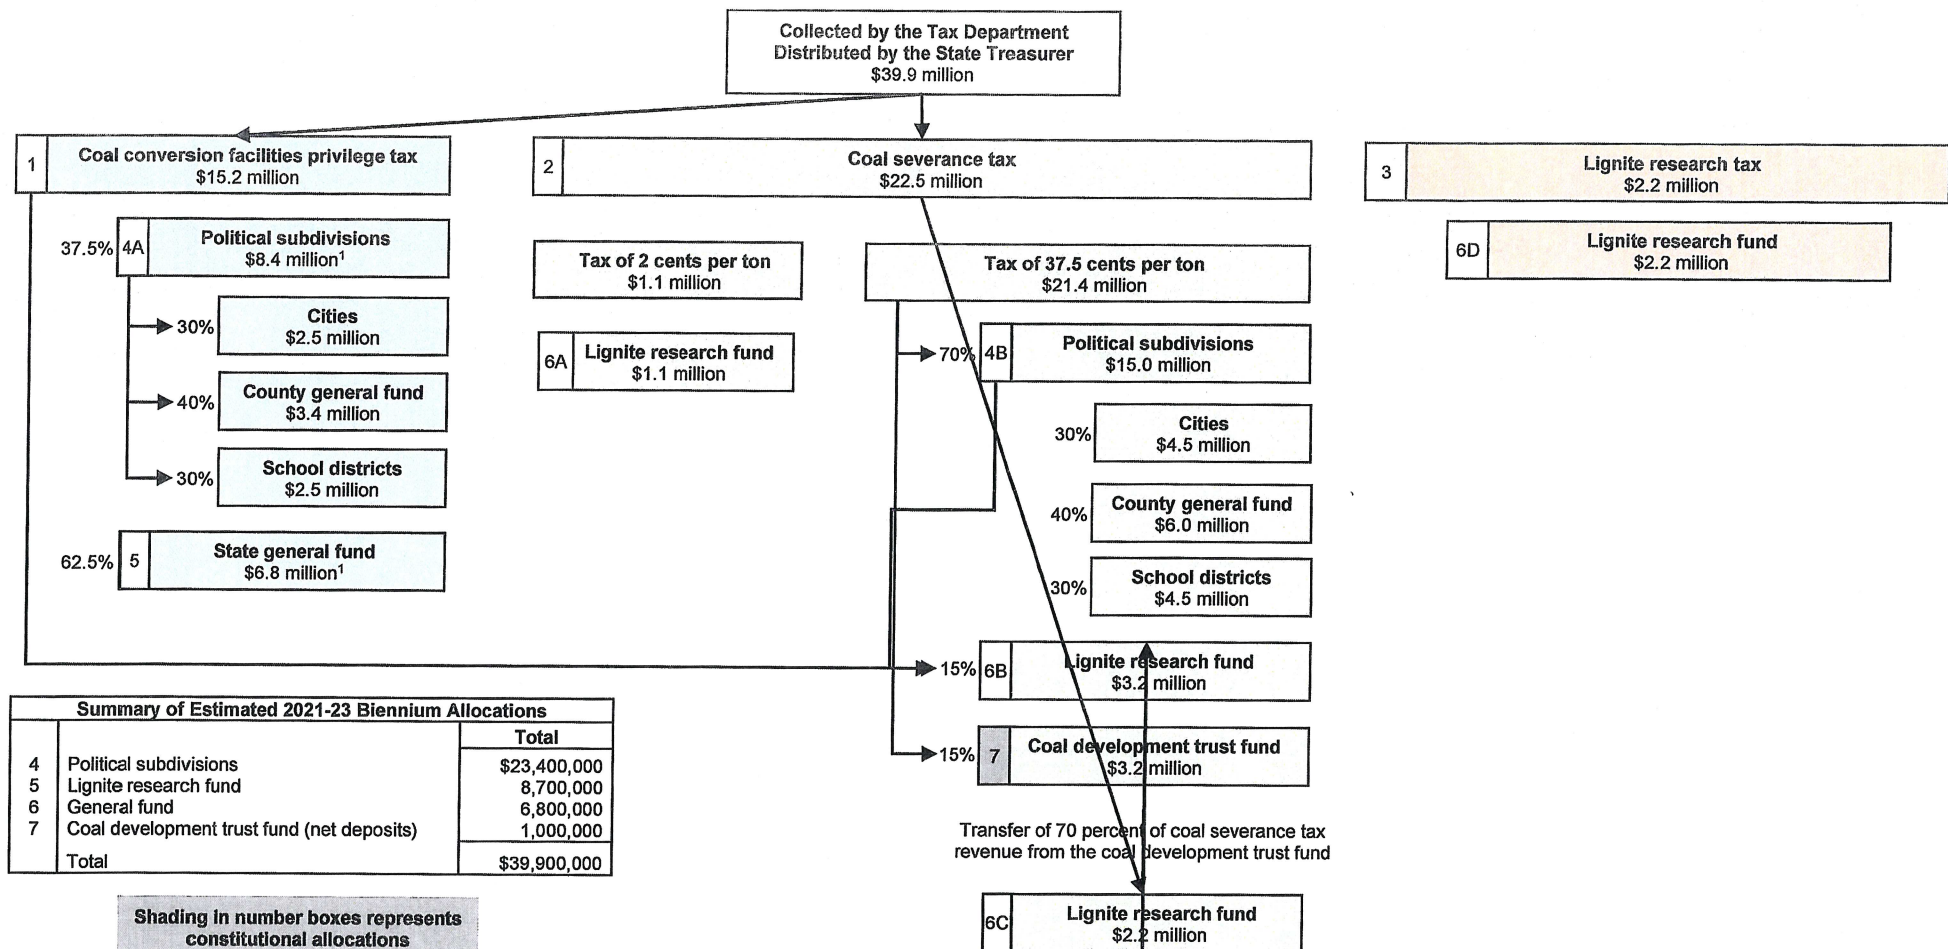 Collected by the Tax Department
Distributed by the State Treasurer
$39.9 million
1
Coal conversion facilities privilege tax
$15.2 million
2
Coal severance tax
$22.5 million
3
Lignite research tax
$2.2 million
37.5%
4A
Political subdivisions
$8.4 million¹
30%
Cities
$2.5 million
40%
County general fund
$3.4 million
30%
School districts
$2.5 million
62.5%
5
State general fund
$6.8 million¹
Tax of 2 cents per ton
$1.1 million
6A
Lignite research fund
$1.1 million
Tax of 37.5 cents per ton
$21.4 million
70%
4B
Political subdivisions
$15.0 million
30%
Cities
$4.5 million
40%
County general fund
$6.0 million
30%
School districts
$4.5 million
15%
6B
Lignite research fund
$3.2 million
15%
7
Coal development trust fund
$3.2 million
Transfer of 70 percent of coal severance tax
revenue from the coal development trust fund
6C
Lignite research fund
$2.2 million
6D
Lignite research fund
$2.2 million
Summary of Estimated 2021-23 Biennium Allocations
Total
4 Political subdivisions $23,400,000
5 Lignite research fund 8,700,000
6 General fund 6,800,000
7 Coal development trust fund (net deposits) 1,000,000
Total $39,900,000
Shading in number boxes represents
constitutional allocations